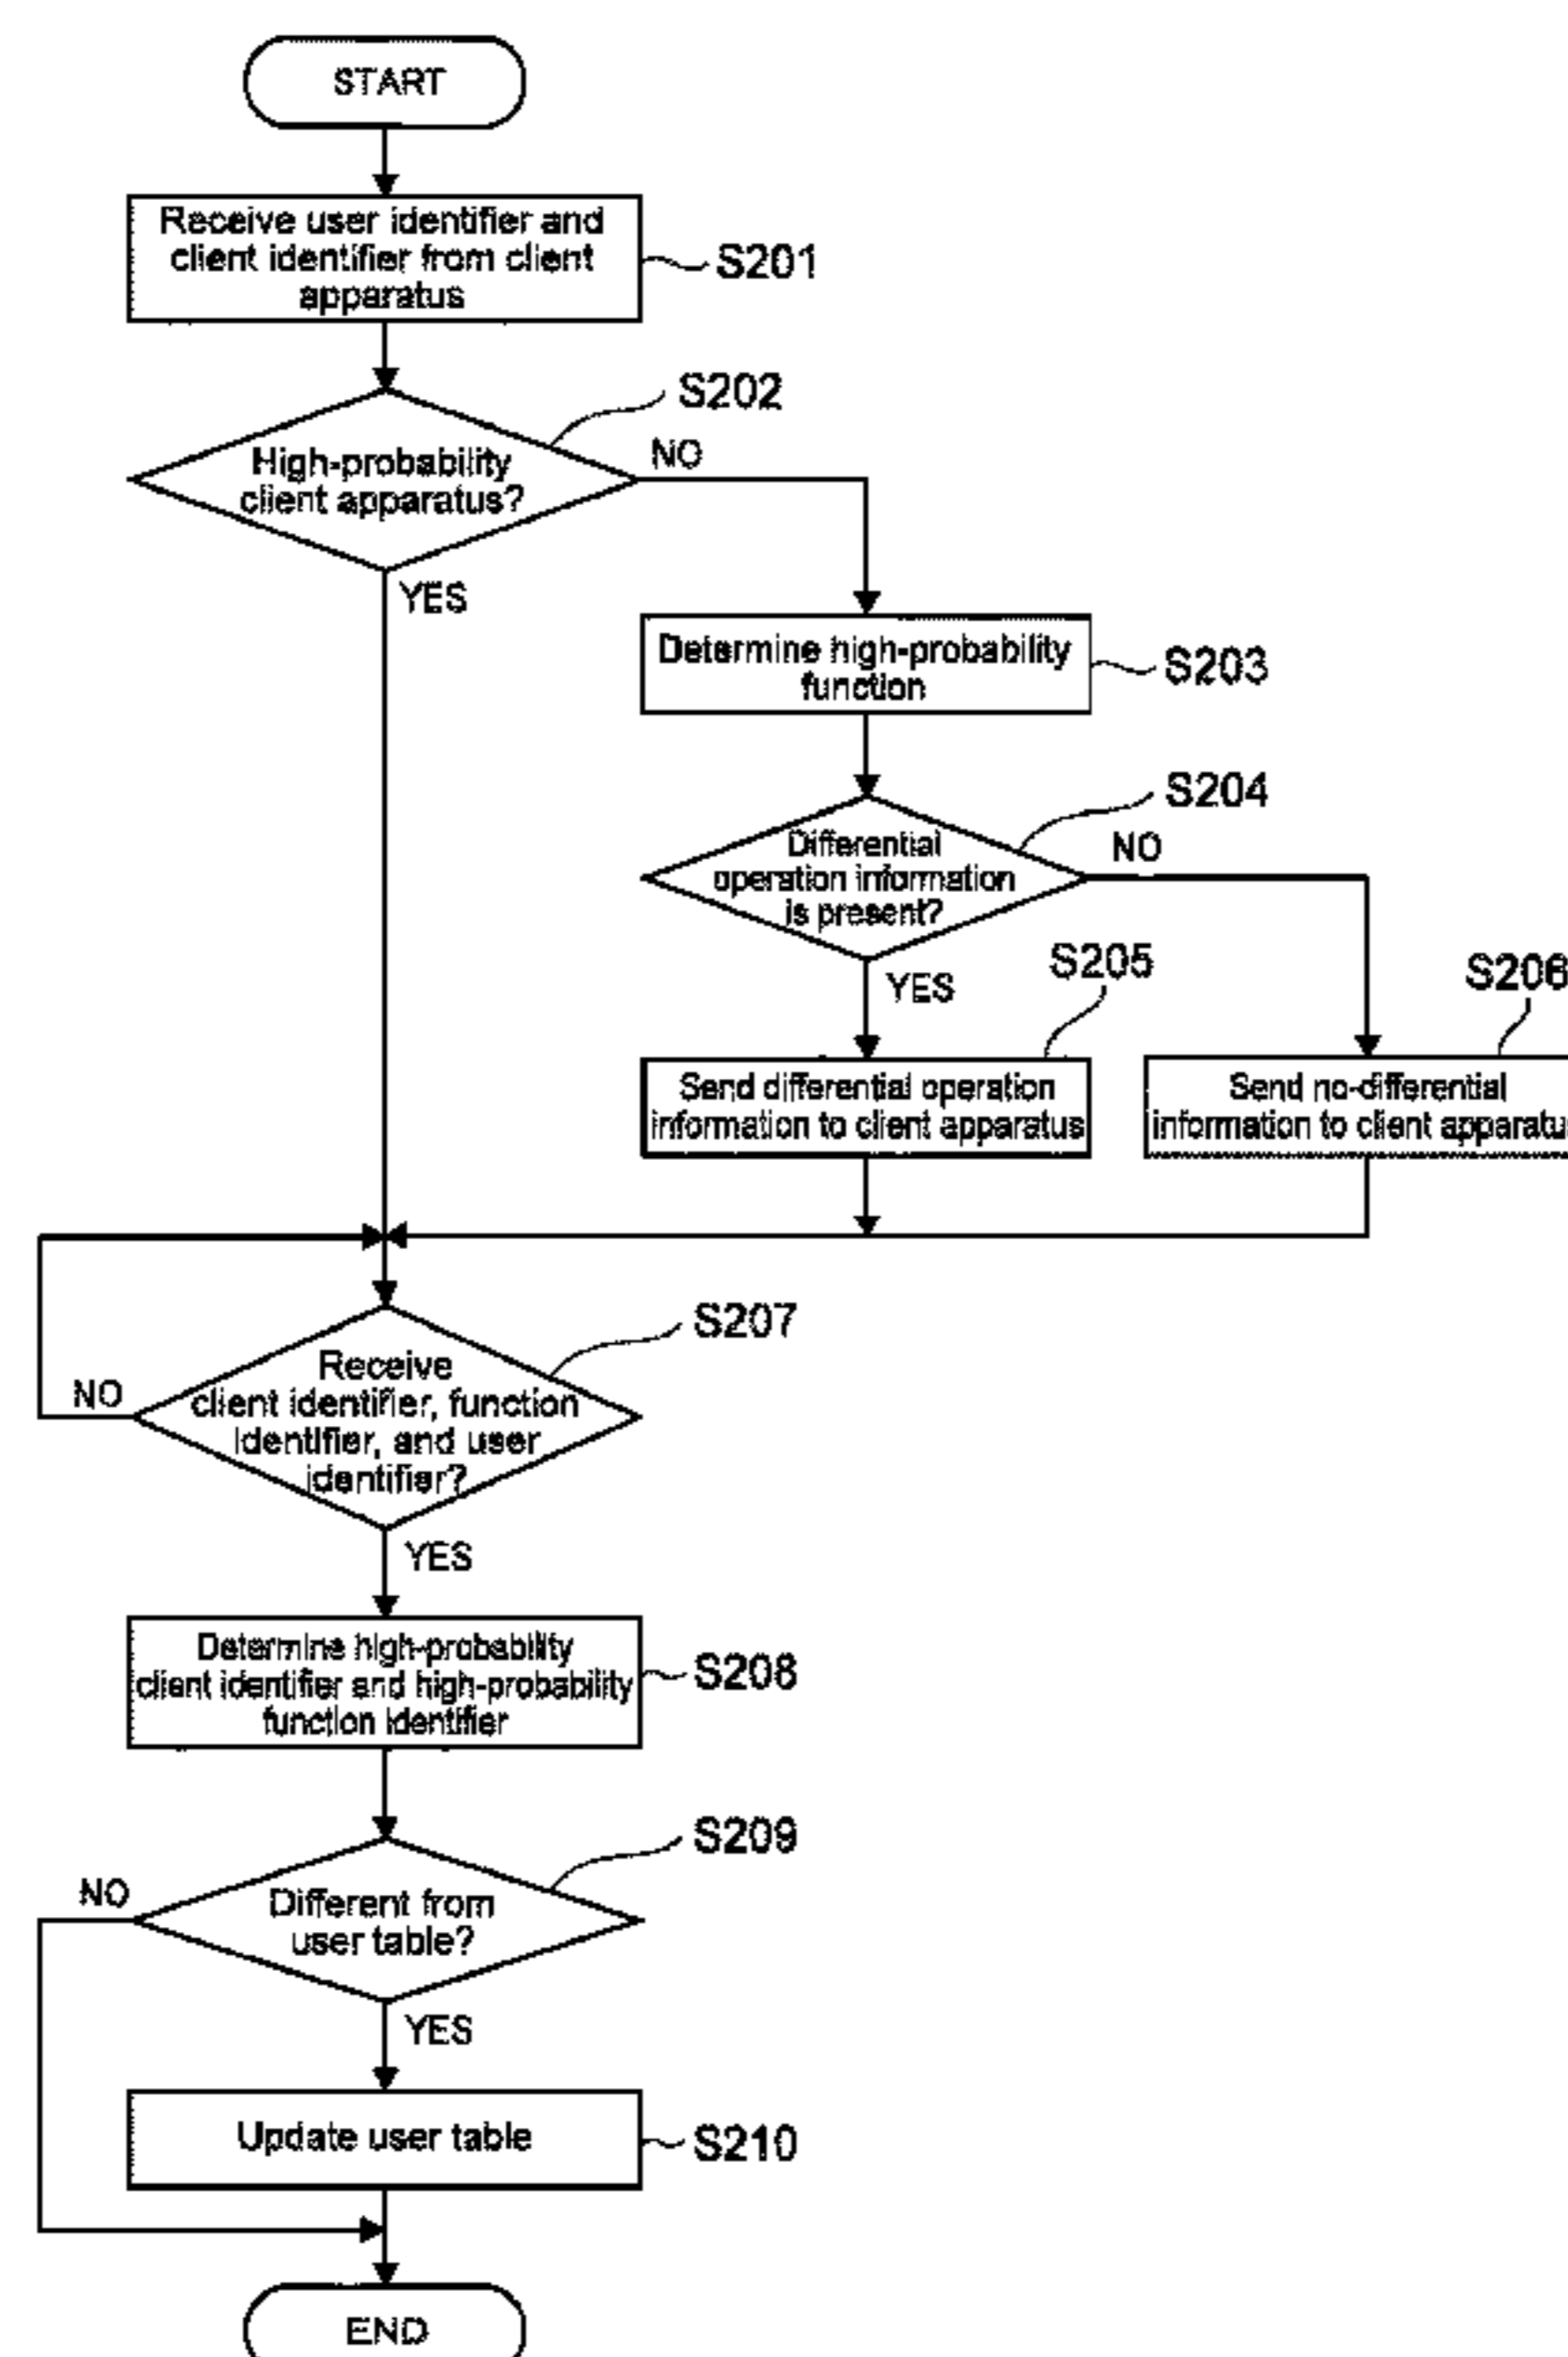 START
Receive user identifier and
client identifier from client
apparatus
S201
S202
High-probability
client apparatus?
NO
YES
Determine high-probability
function
S203
S204
Differential
operation information
is present?
NO
YES
S205
S206
Send differential operation
information to client apparatus
Send no-differential
information to client apparatu
S207
Receive
client identifier, function
identifier, and user
identifier?
NO
YES
Determine high-probability
client identifier and high-probability
function identifier
S208
S209
Different from
user table?
NO
YES
Update user table
S210
END